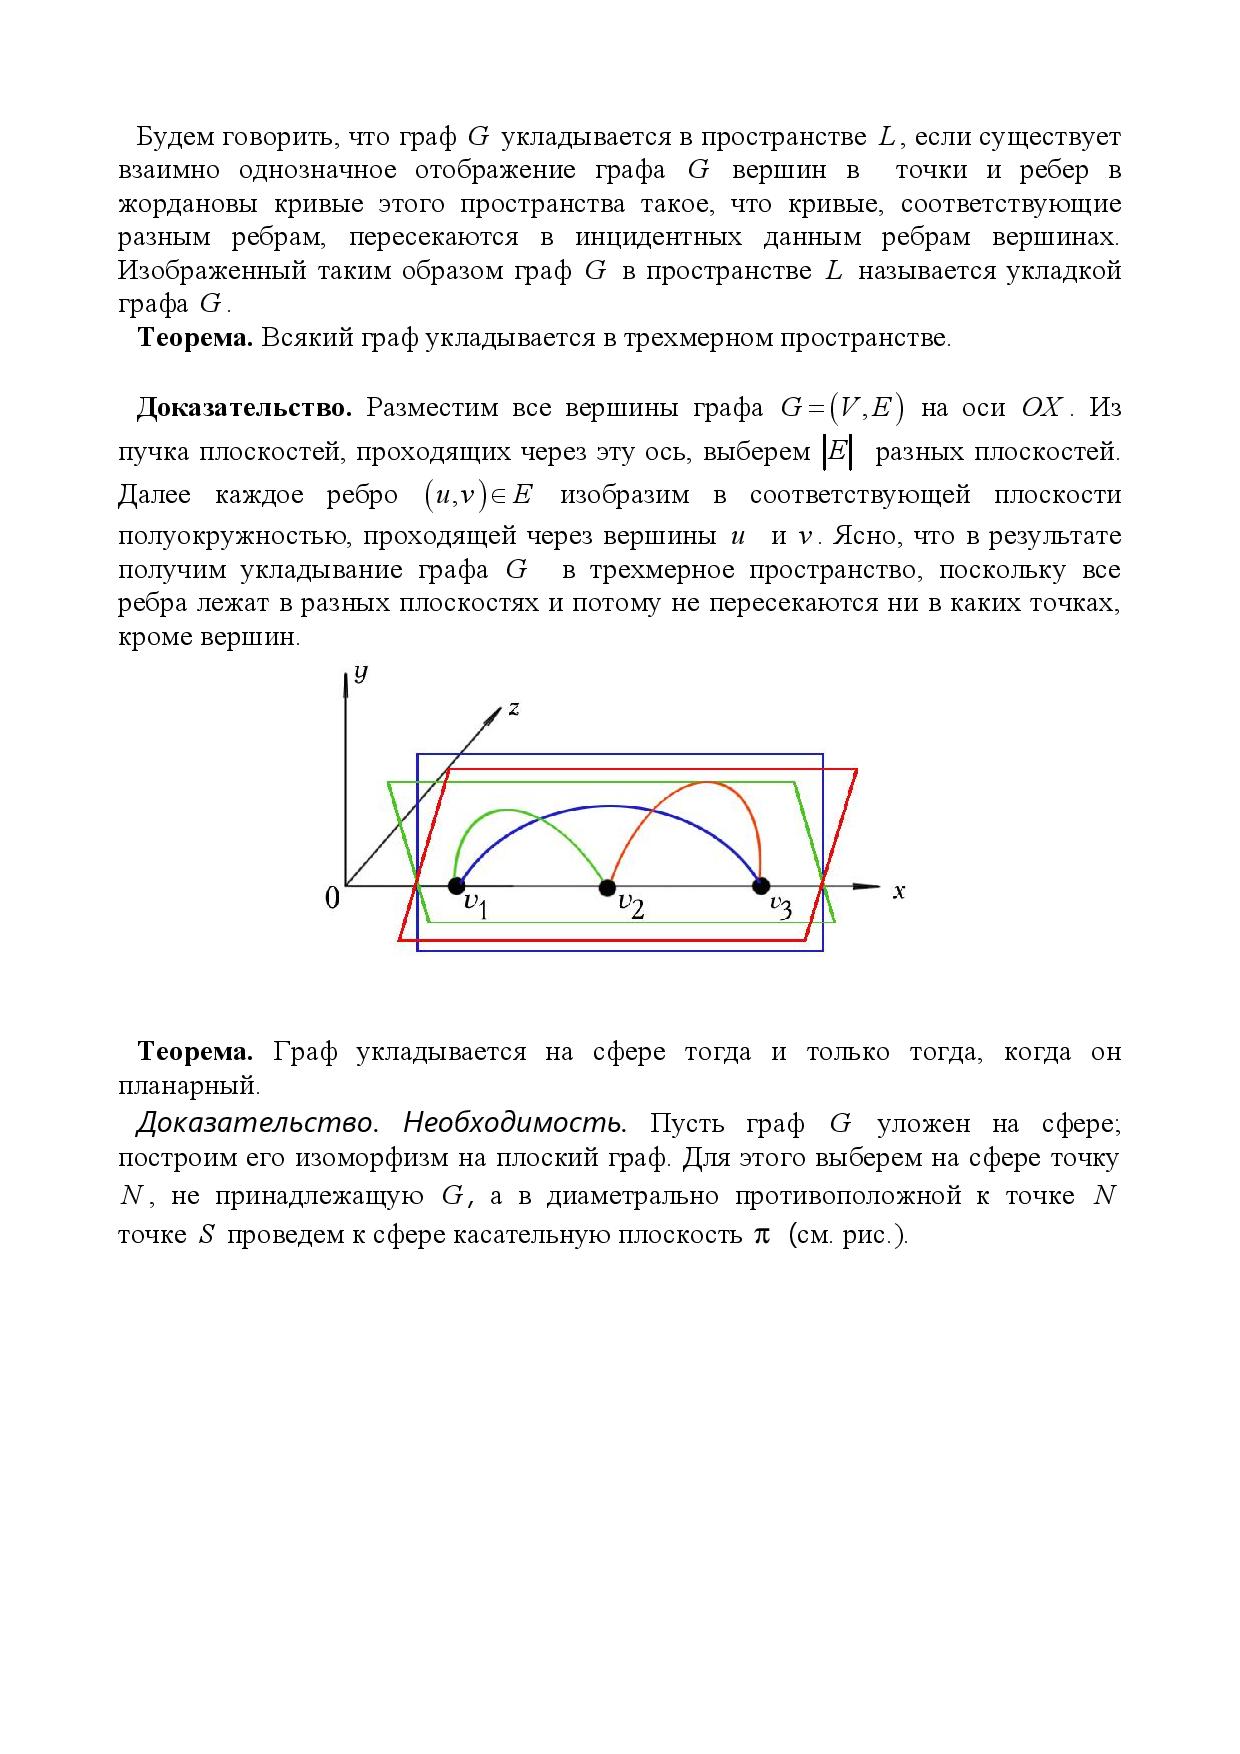 Будем говорить, что граф G укладывается в пространстве L, если существует
взаимно однозначное отображение графа G вершин в точки и ребер в
жордановы кривые этого пространства такое, что кривые, соответствующие
разным ребрам, пересекаются в инцидентных данным ребрам вершинах.
Изображенный таким образом граф G в пространстве L называется укладкой
графа G.
Теорема. Всякий граф укладывается в трехмерном пространстве.
Доказательство. Разместим все вершины графа G=(V,E) на оси OX. Из
пучка плоскостей, проходящих через эту ось, выберем |E| разных плоскостей.
Далее каждое ребро (u,v)∈E изобразим в соответствующей плоскости
полуокружностью, проходящей через вершины u и v. Ясно, что в результате
получим укладывание графа G в трехмерное пространство, поскольку все
ребра лежат в разных плоскостях и потому не пересекаются ни в каких точках,
кроме вершин.
y
z
0 v1 v2 v3 x
Теорема. Граф укладывается на сфере тогда и только тогда, когда он
планарный.
Доказательство. Необходимость. Пусть граф G уложен на сфере;
построим его изоморфизм на плоский граф. Для этого выберем на сфере точку
N, не принадлежащую G, а в диаметрально противоположной к точке N
точке S проведем к сфере касательную плоскость π (см. рис.).